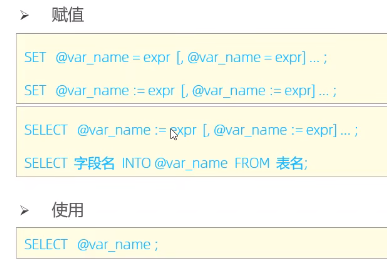 ➢ 赋值
SET @var_name = expr [, @var_name = expr] ... ;
SET @var_name := expr [, @var_name := expr] ... ;
SELECT @var_name := expr [, @var_name := expr] ... ;
SELECT 字段名 INTO @var_name FROM 表名;
➢ 使用
SELECT @var_name ;